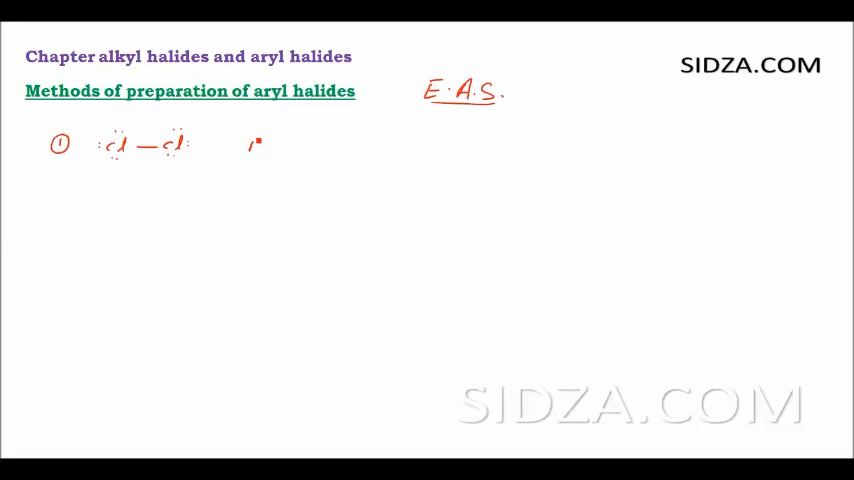 Chapter alkyl halides and aryl halides
SIDZA.COM
Methods of preparation of aryl halides E.A.S.
① :Cl — Cl:
SIDZA.COM